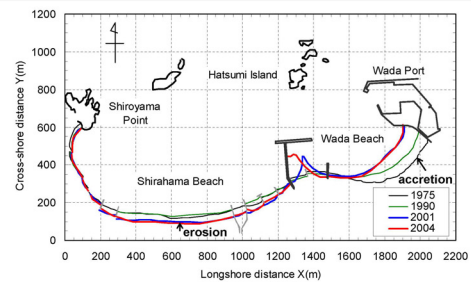 1200
1000
800
600
400
200
0
Cross-shore distance Y(m)
4
Hatsumi Island
Wada Port
Shiroyama
Point
Wada Beach
Shirahama Beach
accretion
erosion
1975
1990
2001
2004
0 200 400 600 800 1000 1200 1400 1600 1800 2000 2200
Longshore distance X(m)